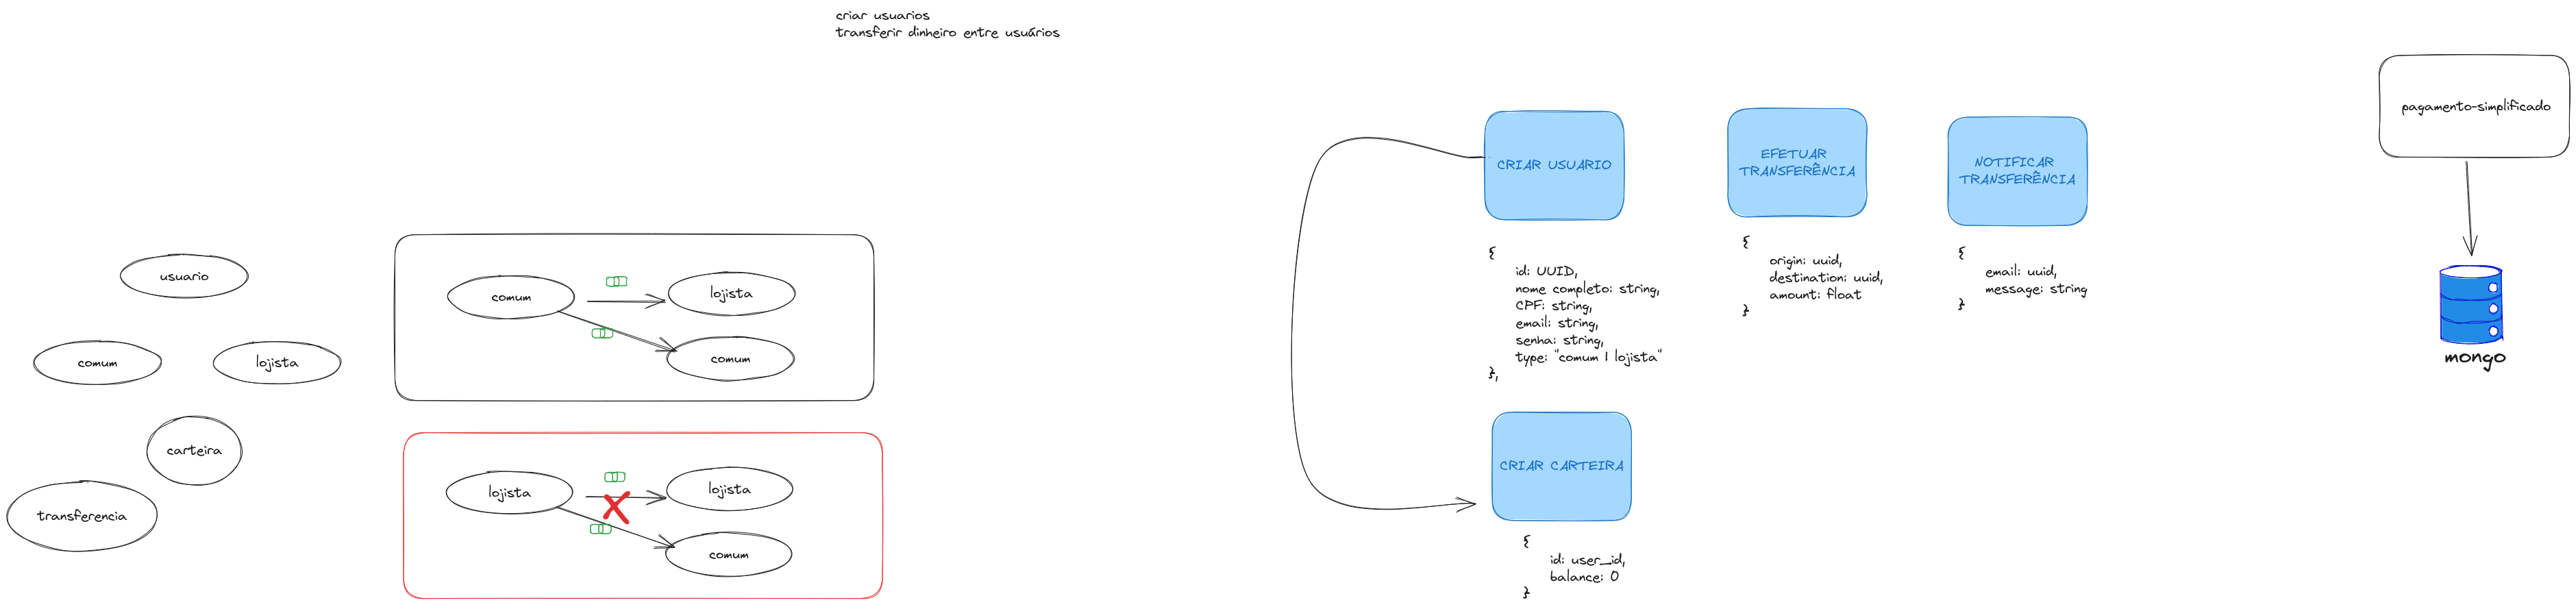 criar usuarios
transferir dinheiro entre usuários
usuario
comum
lojista
carteira
transferencia
comum
lojista
comum
lojista
lojista
comum
CRIAR USUARIO
{
id: UUID,
nome completo: string,
CPF: string,
email: string,
senha: string,
type: "comum | lojista"
},
CRIAR CARTEIRA
{
id: user_id,
balance: 0
}
EFETUAR
TRANSFERÊNCIA
{
origin: uuid,
destination: uuid,
amount: float
}
NOTIFICAR
TRANSFERÊNCIA
{
email: uuid,
message: string
}
pagamento-simplificado
mongo